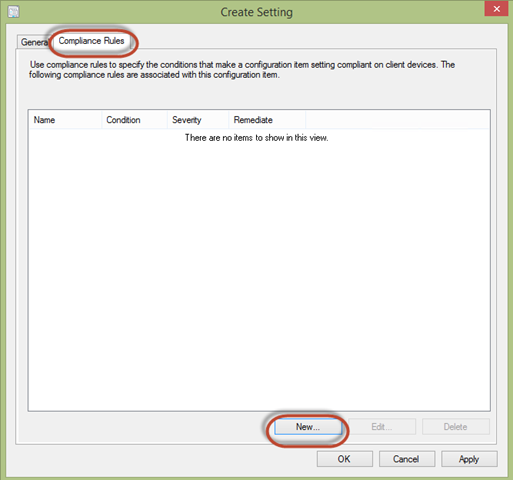 Create Setting
General Compliance Rules
Use compliance rules to specify the conditions that make a configuration item setting compliant on client devices. The
following compliance rules are associated with this configuration item.
Name Condition Severity Remediate
There are no items to show in this view.
New... Edit... Delete
OK Cancel Apply